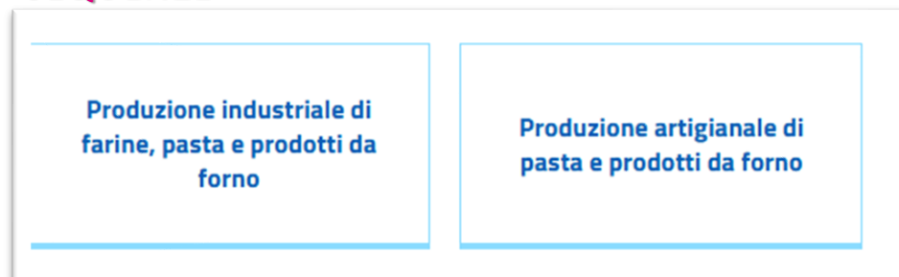 Produzione industriale di
farine, pasta e prodotti da
forno
Produzione artigianale di
pasta e prodotti da forno